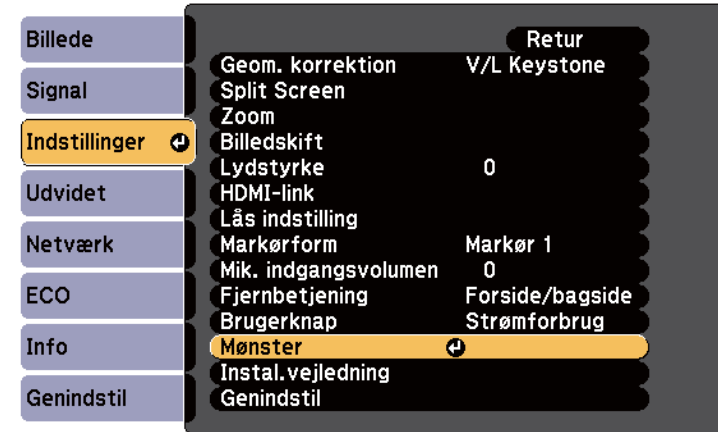 Billede
Signal
Indstillinger
Udvidet
Netværk
ECO
Info
Genindstil
Retur
Geom. korrektion V/L Keystone
Split Screen
Zoom
Billedskift
Lydstyrke 0
HDMI-link
Lås indstilling
Markørform Markør 1
Mik. indgangsvolumen 0
Fjernbetjening Forside/bagside
Brugerknap Strømforbrug
Mønster
Instal.vejledning
Genindstil